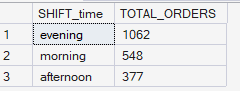 SHIFT_time TOTAL_ORDERS
1 evening 1062
2 morning 548
3 afternoon 377